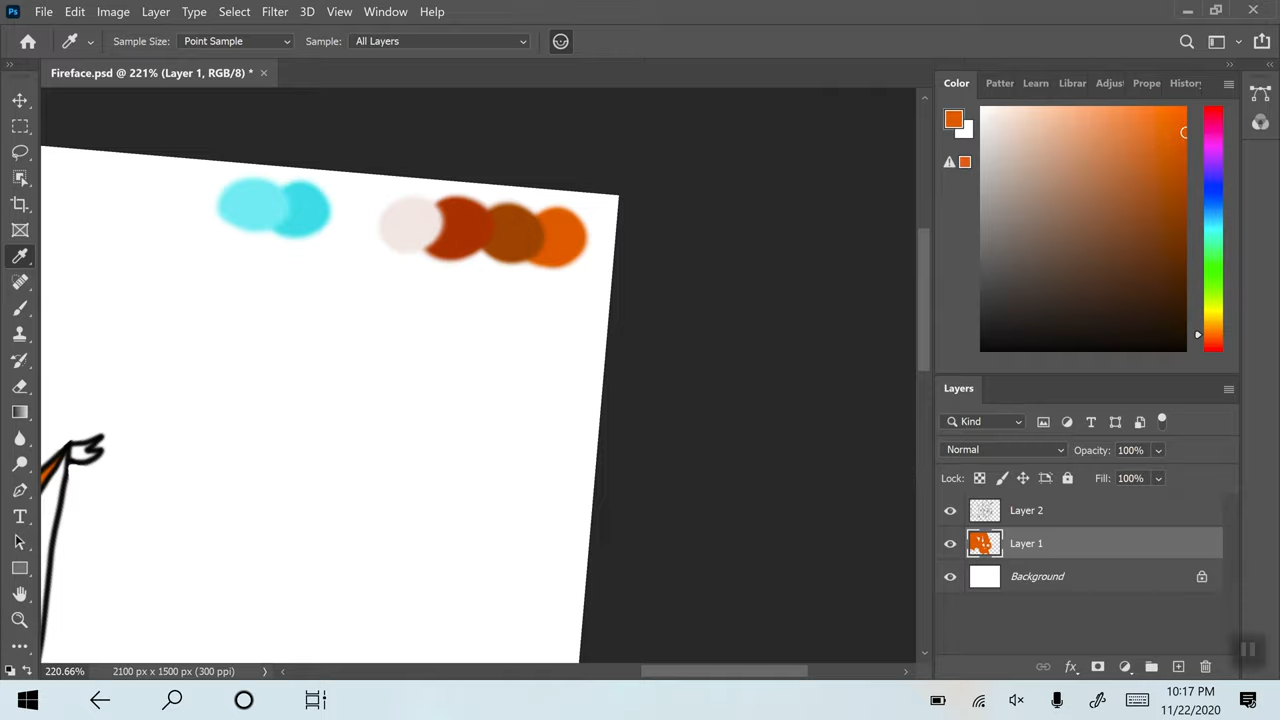 Ps File Edit Image Layer Type Select Filter 3D View Window Help
Sample Size: Point Sample Sample: All Layers
Fireface.psd @ 221% (Layer 1, RGB/8) *
Color Patter Learn Librar Adjus Prope History
Layers
Kind
Normal Opacity: 100%
Lock: Fill: 100%
Layer 2
Layer 1
Background
220.66% 2100 px x 1500 px (300 ppi)
fx
10:17 PM
11/22/2020